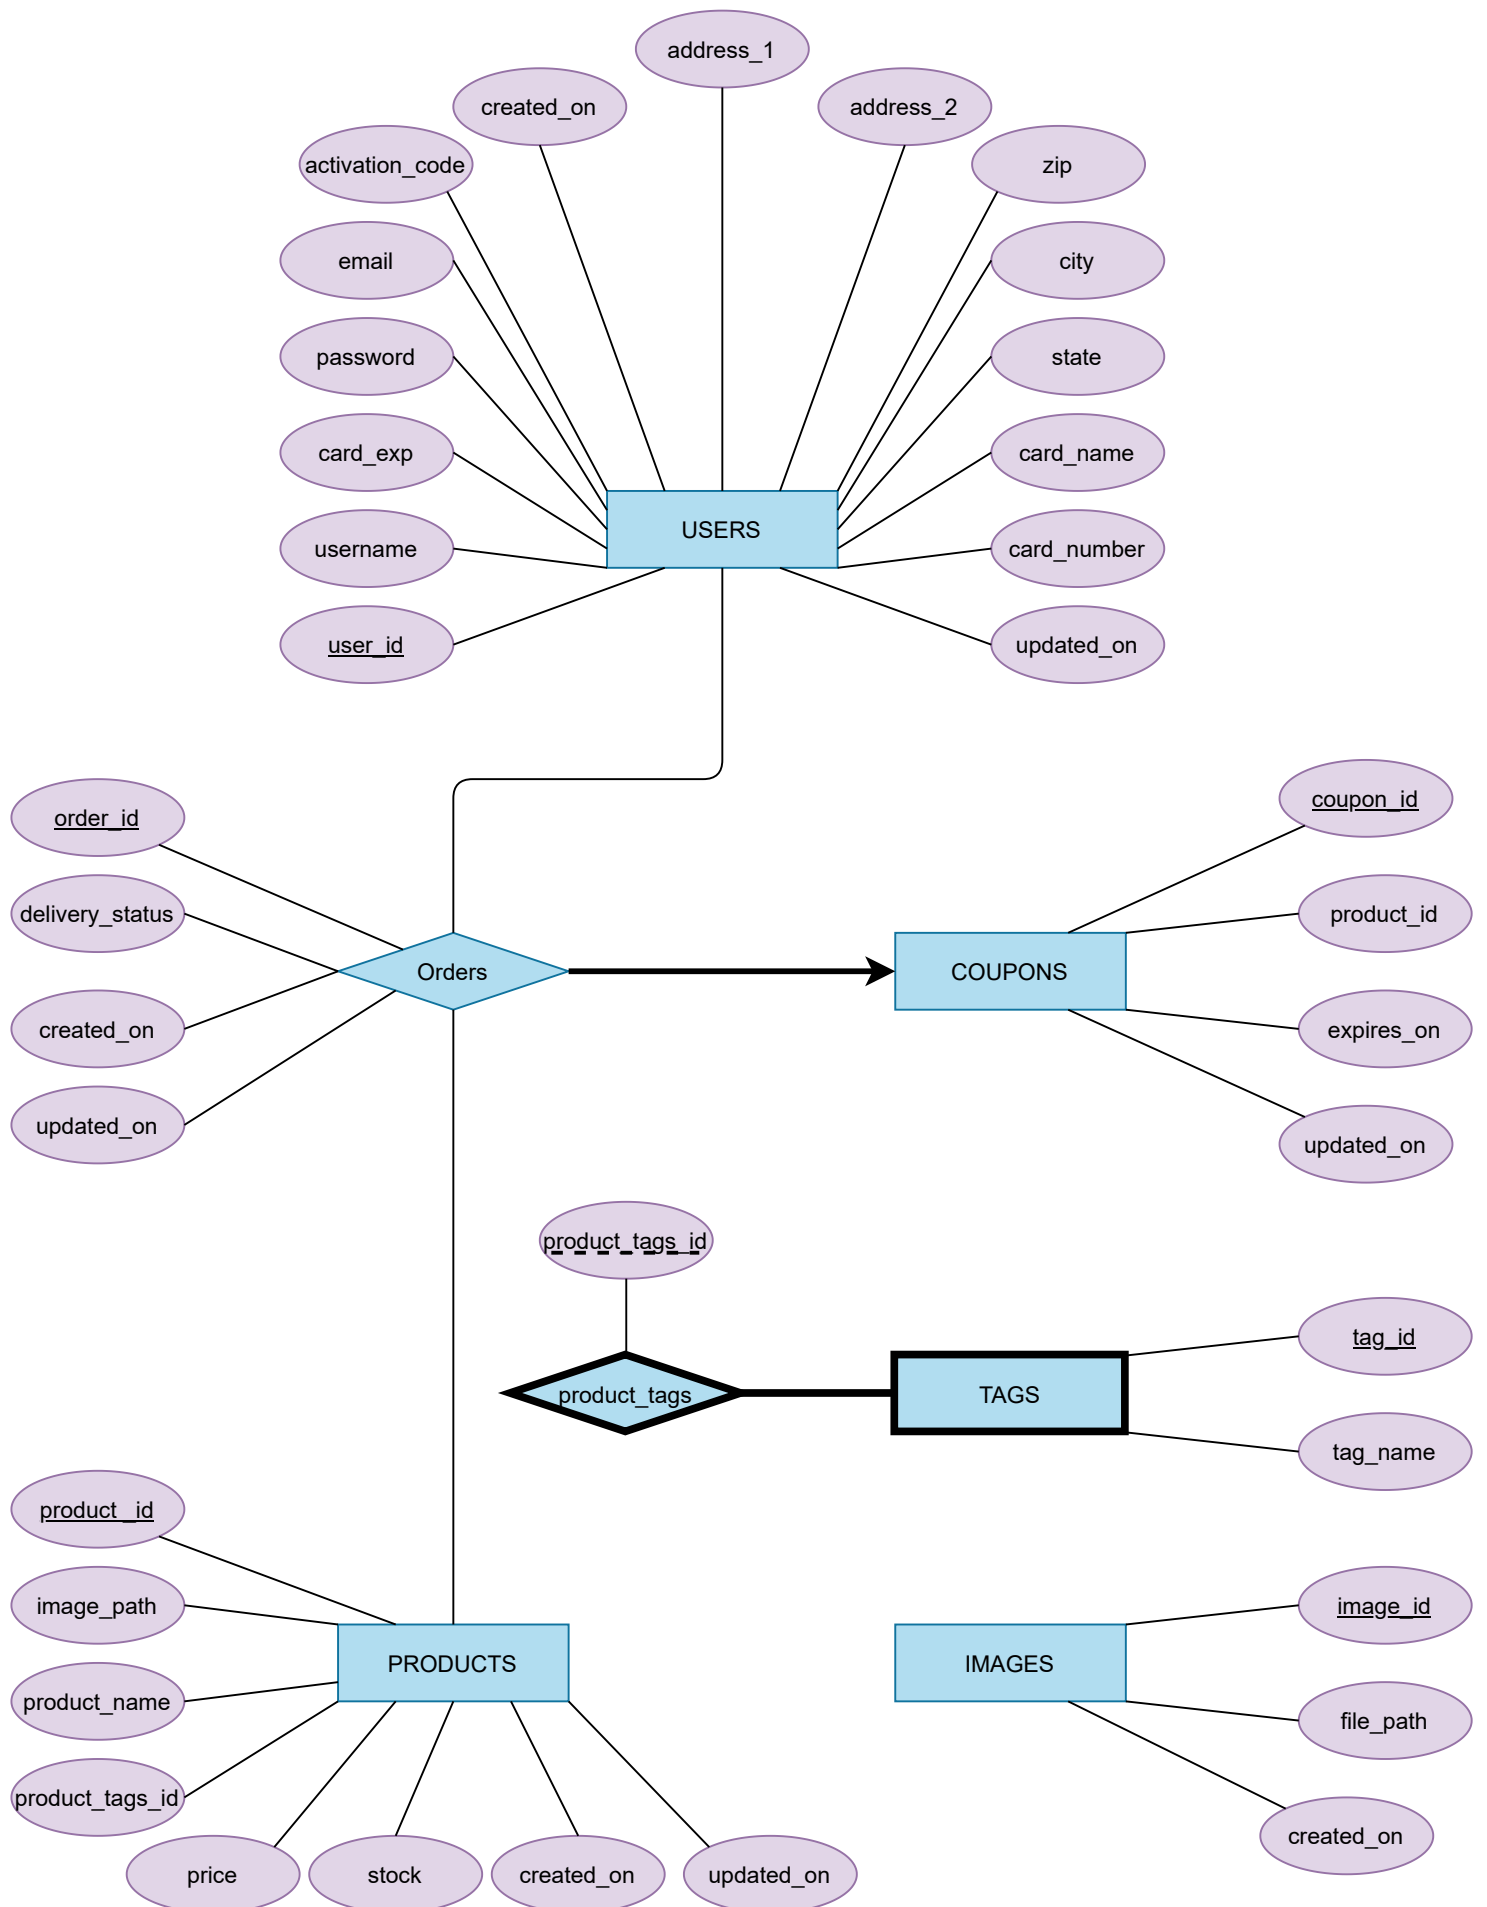 address_1
created_on
address_2
activation_code
zip
email
city
password
state
card_exp
card_name
USERS
username
card_number
user_id
updated_on
order_id
coupon_id
delivery_status
product_id
Orders
COUPONS
created_on
expires_on
updated_on
updated_on
product_tags_id
tag_id
product_tags
TAGS
tag_name
product_id
image_path
image_id
PRODUCTS
IMAGES
product_name
file_path
product_tags_id
created_on
price
stock
created_on
updated_on